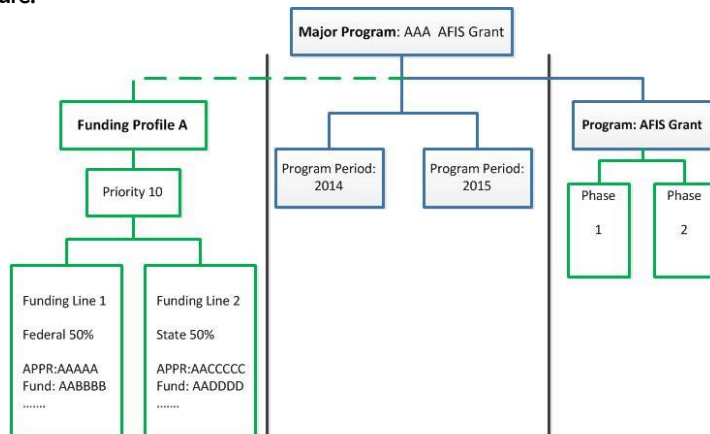 are.
Major Program: AAA AFIS Grant
Funding Profile A
Priority 10
Funding Line 1
Federal 50%
APPR:AAAAA
Fund: AABBBB
.......
Funding Line 2
State 50%
APPR:AACCCCC
Fund: AADDDD
.......
Program Period:
2014
Program Period:
2015
Program: AFIS Grant
Phase
1
Phase
2